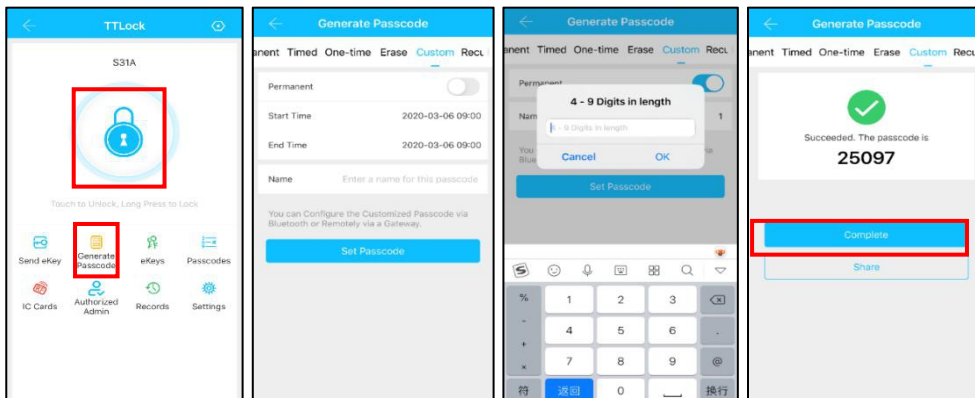 TTLock
S31A
Touch to Unlock, Long Press to Lock
Send eKey
Generate
Passcode
eKeys
Passcodes
IC Cards
Authorized
Admin
Records
Settings
Generate Passcode
anent Timed One-time Erase Custom Recu
Permanent
Start Time 2020-03-06 09:00
End Time 2020-03-06 09:00
Name Enter a name for this passcode
You can Configure the Customized Passcode via
Bluetooth or Remotely via a Gateway.
Set Passcode
Generate Passcode
anent Timed One-time Erase Custom Recu
Permanent
Nam 1
You via
Blue
4 - 9 Digits in length
4 - 9 Digits in length
Cancel OK
Set Passcode
S
% 1 2 3
- 4 5 6 .
+
× 7 8 9 @
符 返回 0 换行
Generate Passcode
anent Timed One-time Erase Custom Recu
Succeeded. The passcode is
25097
Complete
Share